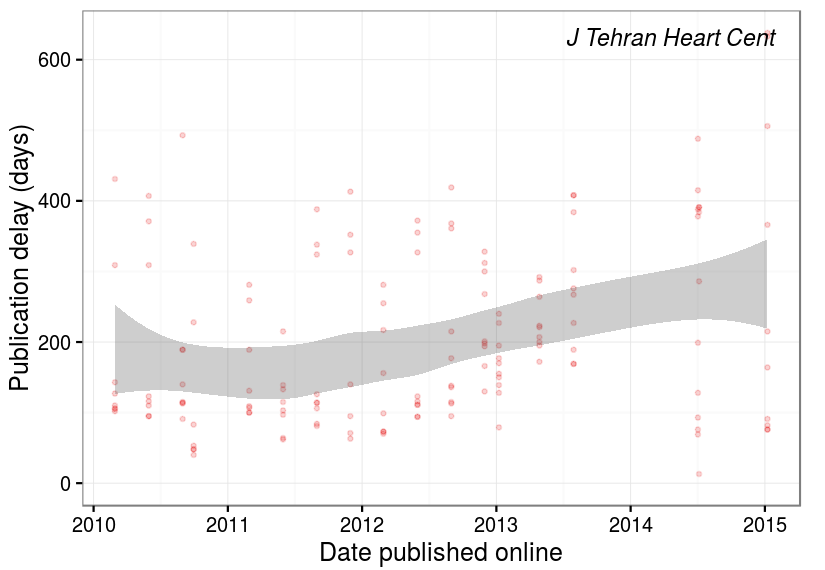 J Tehran Heart Cent
Publication delay (days)
600
400
200
0
2010 2011 2012 2013 2014 2015
Date published online